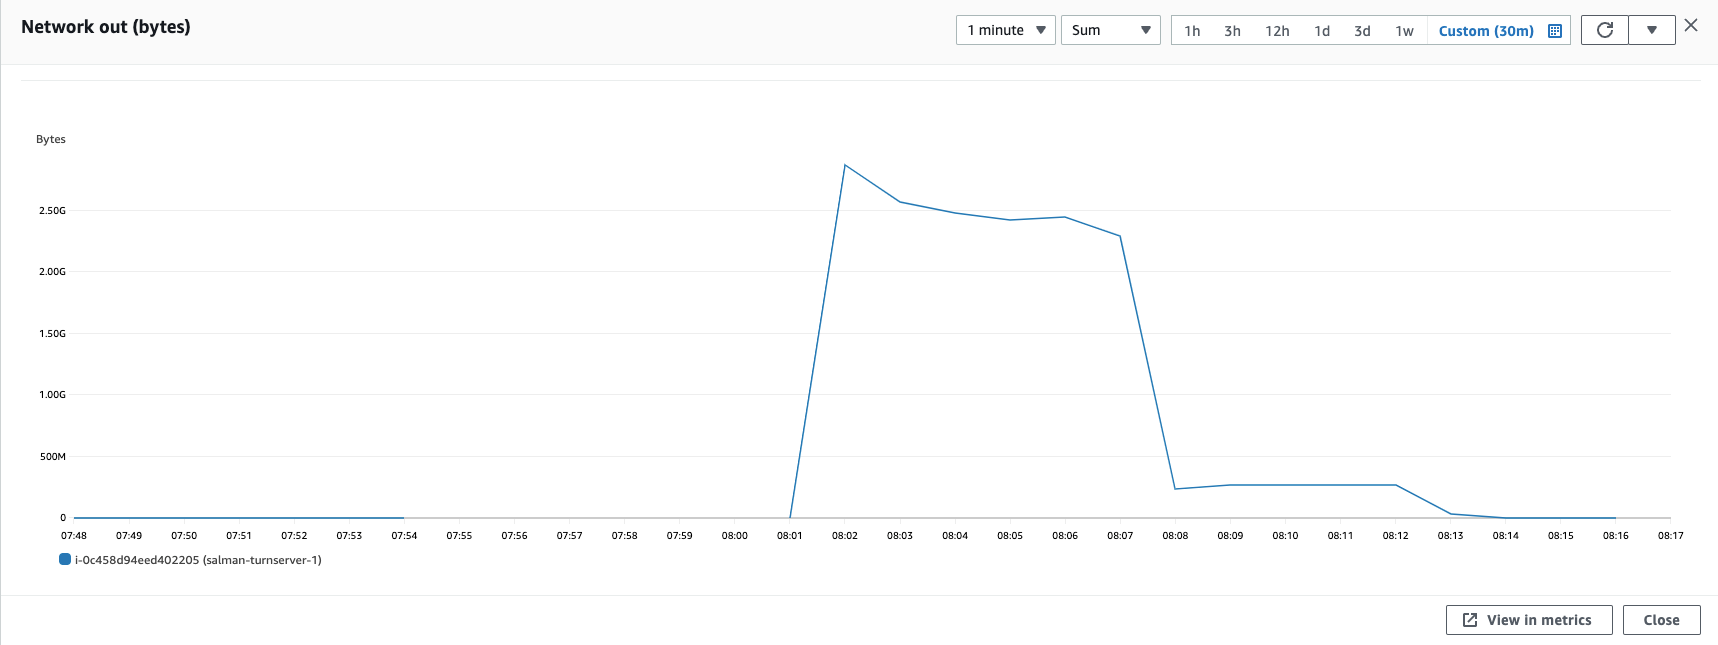 Network out (bytes)
1 minute Sum 1h 3h 12h 1d 3d 1w Custom (30m)
Bytes
2.50G
2.00G
1.50G
1.00G
500M
0
07:48 07:49 07:50 07:51 07:52 07:53 07:54 07:55 07:56 07:57 07:58 07:59 08:00 08:01 08:02 08:03 08:04 08:05 08:06 08:07 08:08 08:09 08:10 08:11 08:12 08:13 08:14 08:15 08:16 08:17
i-0c458d94eed402205 (salman-turnserver-1)
View in metrics Close